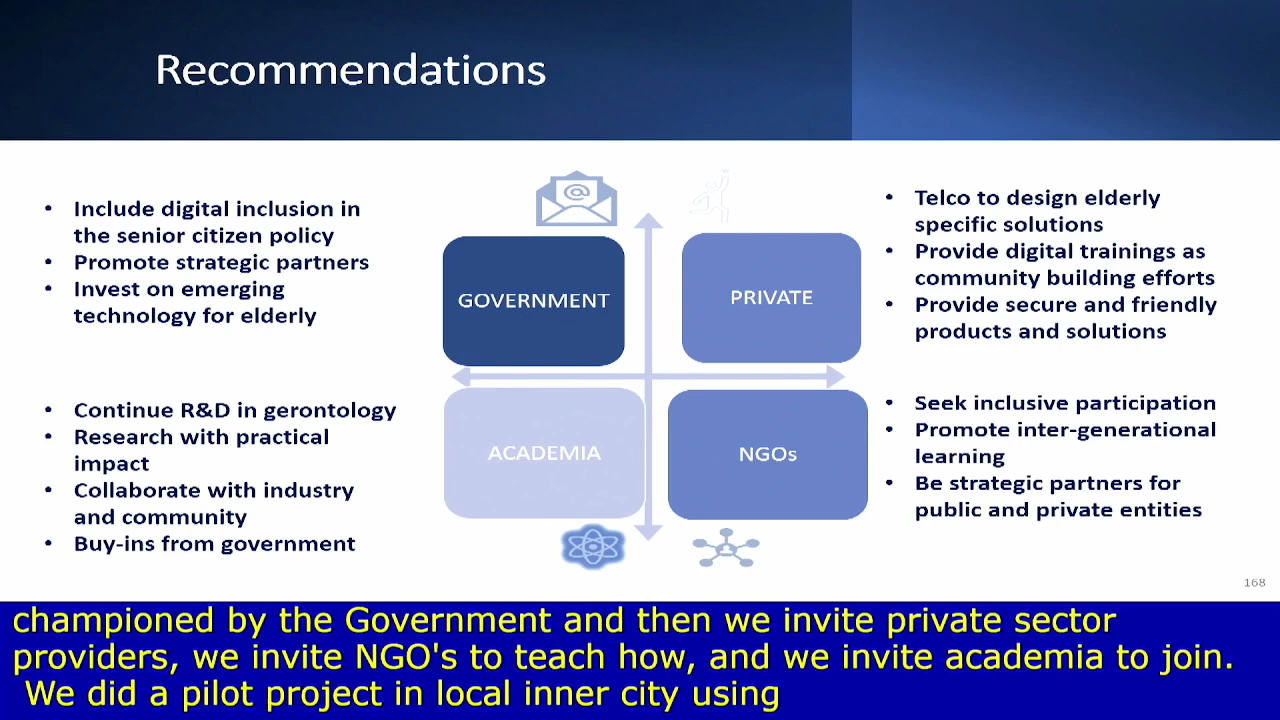 Recommendations
• Include digital inclusion in
the senior citizen policy
• Promote strategic partners
• Invest on emerging
technology for elderly
GOVERNMENT
PRIVATE
• Telco to design elderly
specific solutions
• Provide digital trainings as
community building efforts
• Provide secure and friendly
products and solutions
• Continue R&D in gerontology
• Research with practical
impact
• Collaborate with industry
and community
• Buy-ins from government
ACADEMIA
NGOs
• Seek inclusive participation
• Promote inter-generational
learning
• Be strategic partners for
public and private entities
168
championed by the Government and then we invite private sector
providers, we invite NGO's to teach how, and we invite academia to join.
We did a pilot project in local inner city using